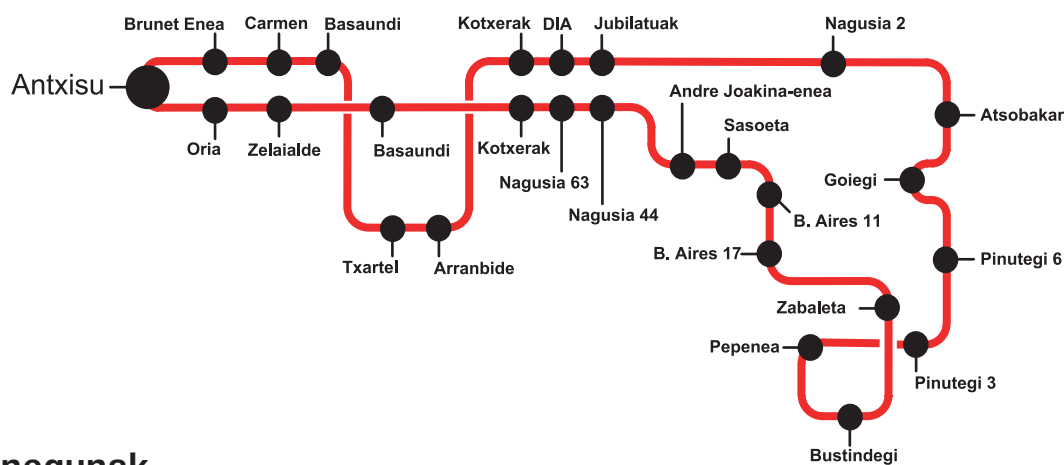 Brunet Enea
Carmen
Basaundi
Kotxerak
DIA
Jubilatuak
Nagusia 2
Antxisu
Andre Joakina-enea
Atsobakar
Sasoeta
Oria
Zelaialde
Basaundi
Kotxerak
Nagusia 63
Goiegi
Nagusia 44
B. Aires 11
B. Aires 17
Txartel
Arranbide
Pinutegi 6
Zabaleta
Pepenea
Pinutegi 3
Bustindegi